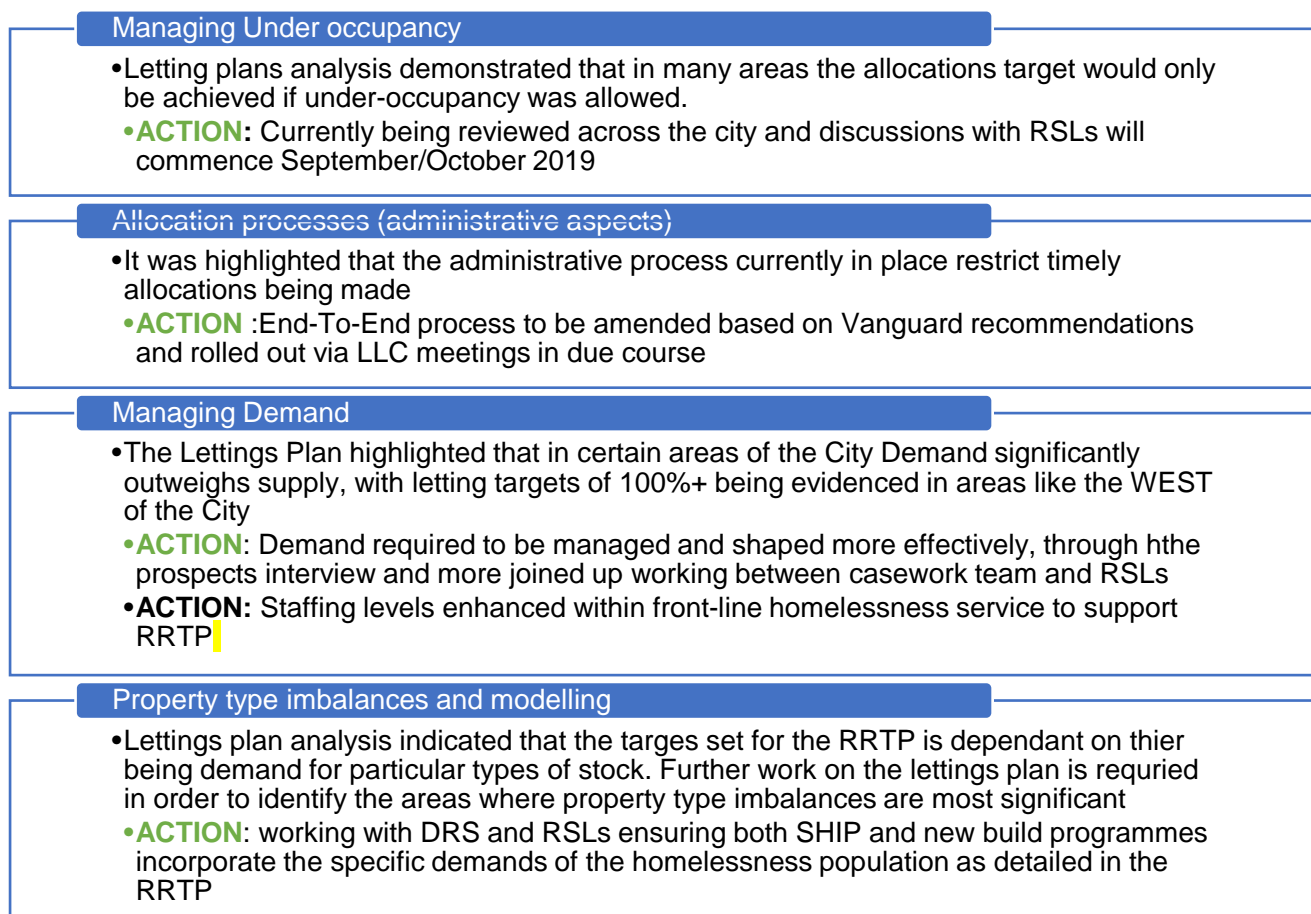 Managing Under occupancy
•Letting plans analysis demonstrated that in many areas the allocations target would only
be achieved if under-occupancy was allowed.
•ACTION: Currently being reviewed across the city and discussions with RSLs will
commence September/October 2019
Allocation processes (administrative aspects)
•It was highlighted that the administrative process currently in place restrict timely
allocations being made
•ACTION :End-To-End process to be amended based on Vanguard recommendations
and rolled out via LLC meetings in due course
Managing Demand
•The Lettings Plan highlighted that in certain areas of the City Demand significantly
outweighs supply, with letting targets of 100%+ being evidenced in areas like the WEST
of the City
•ACTION: Demand required to be managed and shaped more effectively, through hthe
prospects interview and more joined up working between casework team and RSLs
•ACTION: Staffing levels enhanced within front-line homelessness service to support
RRTP
Property type imbalances and modelling
•Lettings plan analysis indicated that the targes set for the RRTP is dependant on thier
being demand for particular types of stock. Further work on the lettings plan is requried
in order to identify the areas where property type imbalances are most significant
•ACTION: working with DRS and RSLs ensuring both SHIP and new build programmes
incorporate the specific demands of the homelessness population as detailed in the
RRTP